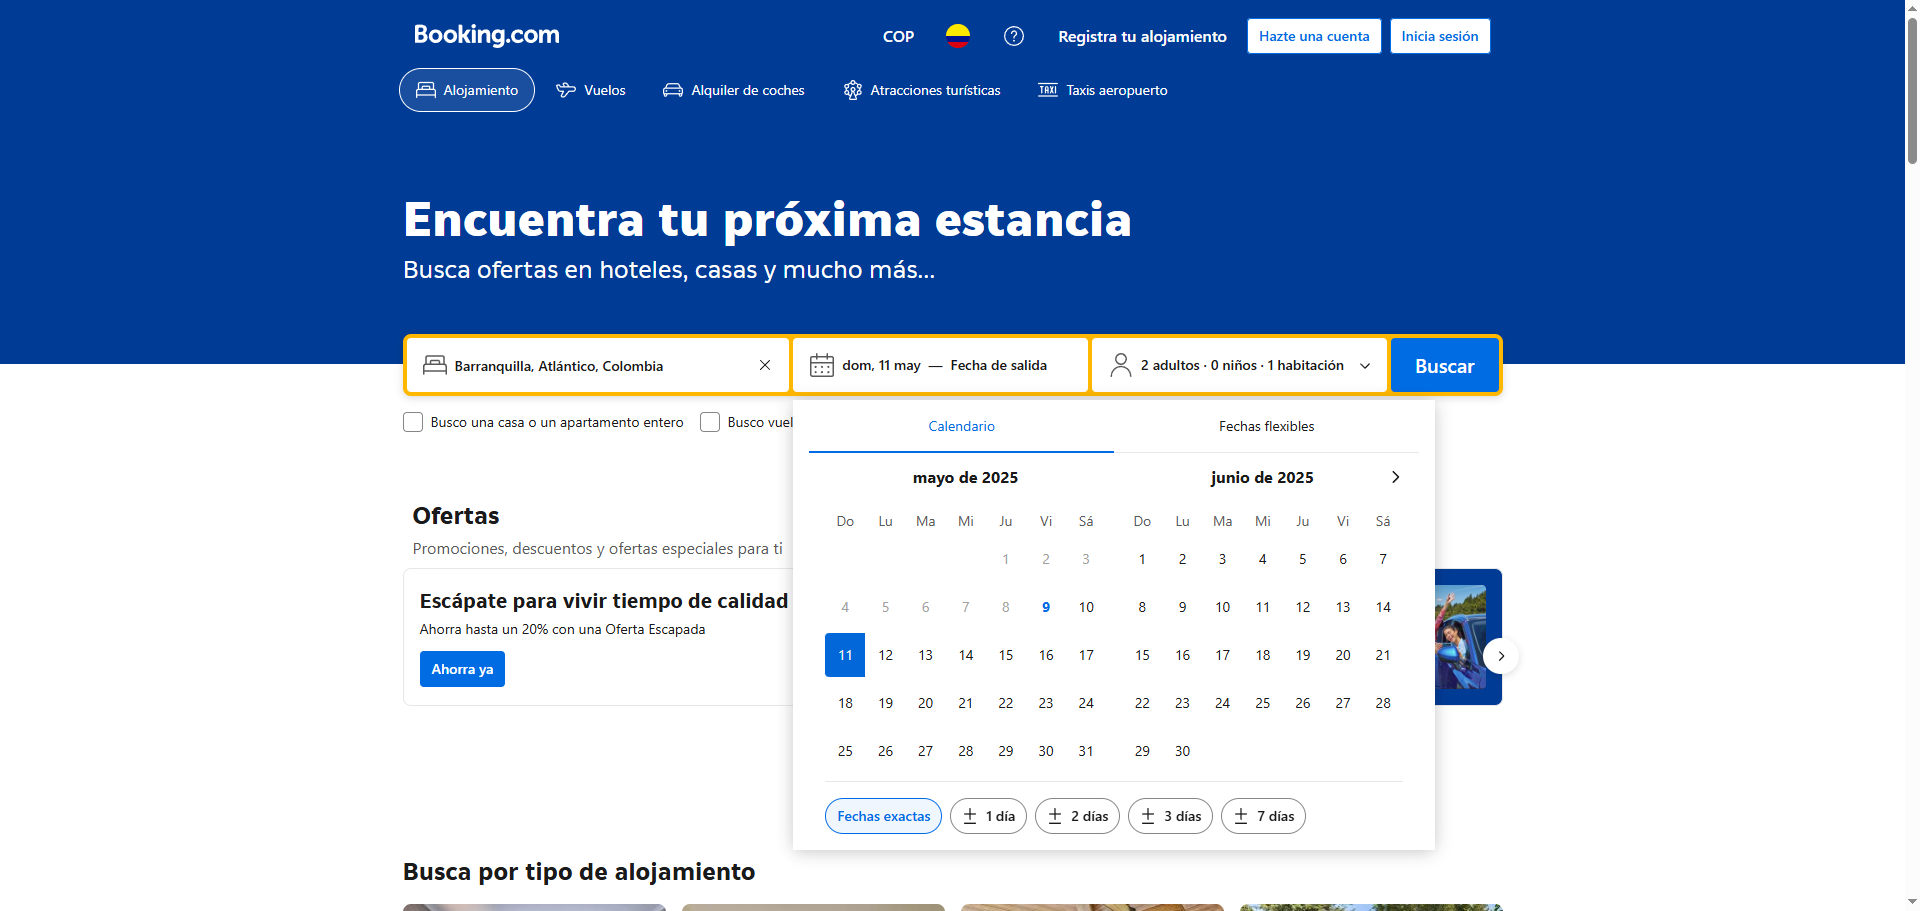 Booking.com
COP
Registra tu alojamiento
Hazte una cuenta
Inicia sesión
Alojamiento
Vuelos
Alquiler de coches
Atracciones turísticas
TAXI
Taxis aeropuerto
Encuentra tu próxima estancia
Busca ofertas en hoteles, casas y mucho más...
Barranquilla, Atlántico, Colombia
dom, 11 may — Fecha de salida
2 adultos · 0 niños · 1 habitación
Buscar
Busco una casa o un apartamento entero
Busco vuel
Calendario
Fechas flexibles
mayo de 2025
Do Lu Ma Mi Ju Vi Sá
1 2 3
4 5 6 7 8 9 10
11 12 13 14 15 16 17
18 19 20 21 22 23 24
25 26 27 28 29 30 31
junio de 2025
Do Lu Ma Mi Ju Vi Sá
1 2 3 4 5 6 7
8 9 10 11 12 13 14
15 16 17 18 19 20 21
22 23 24 25 26 27 28
29 30
Fechas exactas
± 1 día
± 2 días
± 3 días
± 7 días
Ofertas
Promociones, descuentos y ofertas especiales para ti
Escápate para vivir tiempo de calidad
Ahorra hasta un 20% con una Oferta Escapada
Ahorra ya
Busca por tipo de alojamiento